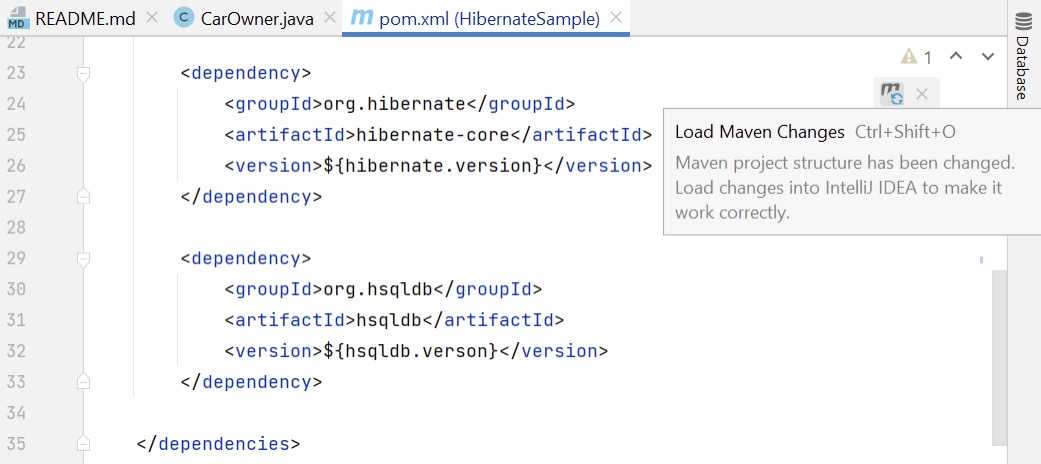 README.md CarOwner.java pom.xml (HibernateSample)
22
1
23 <dependency>
24 <groupId>org.hibernate</groupId>
25 <artifactId>hibernate-core</artifactId>
26 <version>${hibernate.version}</version>
27 </dependency>
28
29 <dependency>
30 <groupId>org.hsqldb</groupId>
31 <artifactId>hsqldb</artifactId>
32 <version>${hsqldb.verson}</version>
33 </dependency>
34
35 </dependencies>
Load Maven Changes Ctrl+Shift+O
Maven project structure has been changed.
Load changes into IntelliJ IDEA to make it
work correctly.
Database
MD
C
m
m